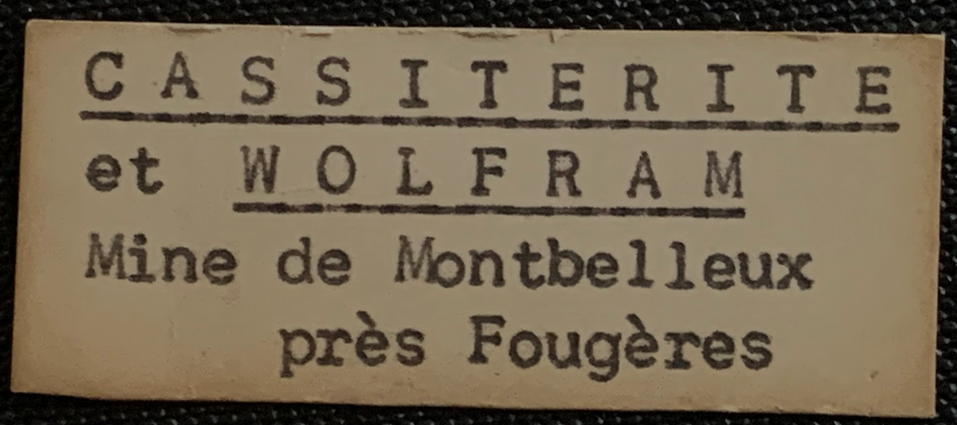 CASSITERITE
et WOLFRAM
Mine de Montbelleux
près Fougères